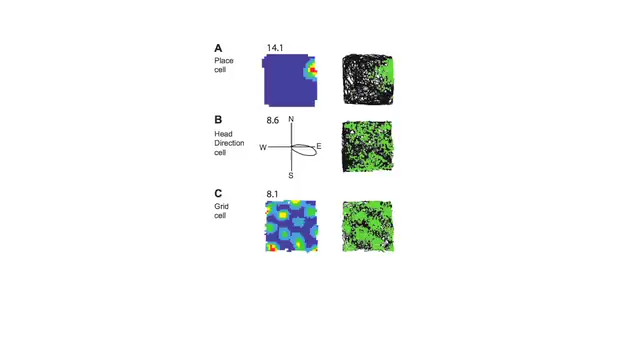 A
14.1
Place
cell
B
8.6
N
Head
Direction
cell
W
E
S
C
8.1
Grid
cell